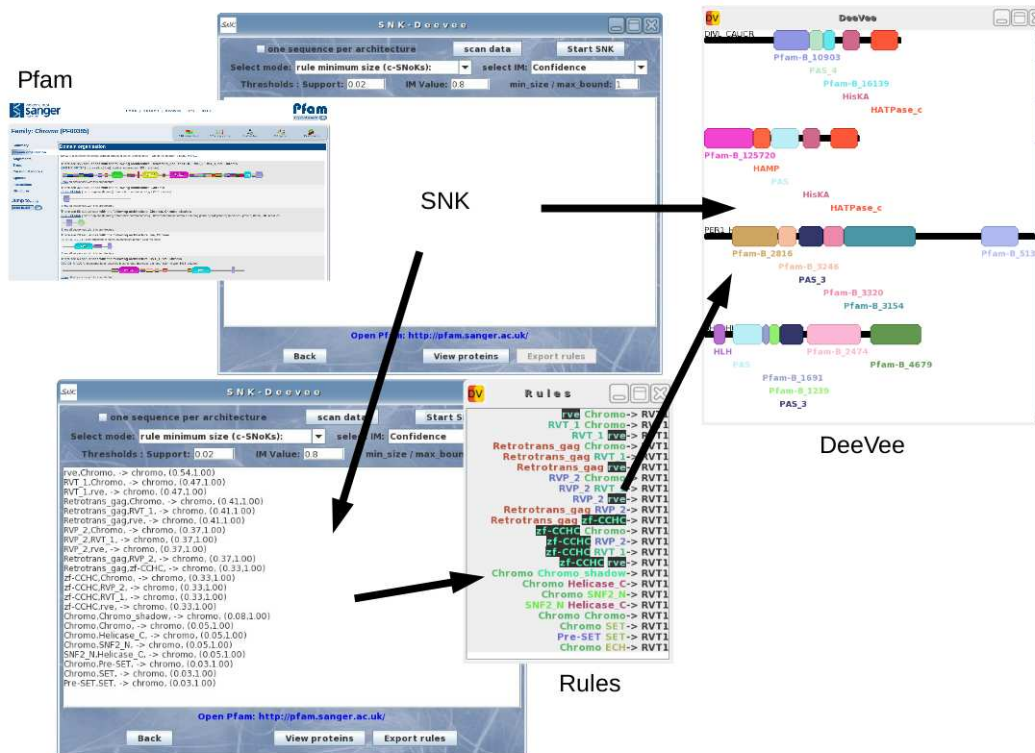 Pfam
sanger
Pfam
Family: Chromo (PF00385)
Domain organisation
SNK-Deevee
one sequence per architecture
scan data
Start SNK
Select mode: rule minimum size (c-SNoKs):
select IM: Confidence
Thresholds : Support: 0.02
IM Value: 0.8
min_size / max_bound: 1
SNK
Open Pfam: http://pfam.sanger.ac.uk/
Back
View proteins
Export rules
DV
DeeVee
DIVL_CAUCR
Pfam-B_10903
PAS_4
Pfam-B_16139
HisKA
HATPase_c
Pfam-B_125720
HAMP
PAS
HisKA
HATPase_c
PER1_H
Pfam-B_2816
Pfam-B_513
Pfam-B_3246
PAS_3
Pfam-B_3320
Pfam-B_3154
HLH
Pfam-B_2474
Pfam-B_4679
PAS
Pfam-B_1691
Pfam-B_1239
PAS_3
DeeVee
SNK-Deevee
one sequence per architecture
scan data
Start S
Select mode: rule minimum size (c-SNoKs):
select IM: Confidence
Thresholds : Support: 0.02
IM Value: 0.8
min_size / max_boun
rve,Chromo, -> chromo, (0.54,1.00)
RVT_1,Chromo, -> chromo, (0.47,1.00)
RVT_1,rve, -> chromo, (0.47,1.00)
Retrotrans_gag,Chromo, -> chromo, (0.41,1.00)
Retrotrans_gag,RVT_1, -> chromo, (0.41,1.00)
Retrotrans_gag,rve, -> chromo, (0.41,1.00)
RVP_2,Chromo, -> chromo, (0.37,1.00)
RVP_2,RVT_1, -> chromo, (0.37,1.00)
RVP_2,rve, -> chromo, (0.37,1.00)
Retrotrans_gag,RVP_2, -> chromo, (0.37,1.00)
Retrotrans_gag,zf-CCHC, -> chromo, (0.33,1.00)
zf-CCHC,Chromo, -> chromo, (0.33,1.00)
zf-CCHC,RVP_2, -> chromo, (0.33,1.00)
zf-CCHC,RVT_1, -> chromo, (0.33,1.00)
zf-CCHC,rve, -> chromo, (0.33,1.00)
Chromo,Chromo_shadow, -> chromo, (0.08,1.00)
Chromo,Chromo, -> chromo, (0.05,1.00)
Chromo,Helicase_C, -> chromo, (0.05,1.00)
Chromo,SNF2_N, -> chromo, (0.05,1.00)
SNF2_N,Helicase_C, -> chromo, (0.05,1.00)
Chromo,Pre-SET, -> chromo, (0.03,1.00)
Chromo,SET, -> chromo, (0.03,1.00)
Pre-SET,SET, -> chromo, (0.03,1.00)
Open Pfam: http://pfam.sanger.ac.uk/
Back
View proteins
Export rules
DV
Rules
rve Chromo-> RVT1
RVT_1 Chromo-> RVT1
RVT_1 rve-> RVT1
Retrotrans_gag Chromo-> RVT1
Retrotrans_gag RVT_1-> RVT1
Retrotrans_gag rve-> RVT1
RVP_2 Chromo-> RVT1
RVP_2 RVT -> RVT1
RVP_2 rve-> RVT1
Retrotrans_gag RVP_2-> RVT1
Retrotrans_gag zf-CCHC-> RVT1
zf-CCHC Chromo-> RVT1
zf-CCHC RVP_2-> RVT1
zf-CCHC RVT_1-> RVT1
zf-CCHC rve-> RVT1
Chromo Chromo_shadow-> RVT1
Chromo Helicase_C-> RVT1
Chromo SNF2_N-> RVT1
SNF2_N Helicase_C-> RVT1
Chromo Chromo-> RVT1
Chromo SET-> RVT1
Pre-SET SET-> RVT1
Chromo ECH-> RVT1
Rules